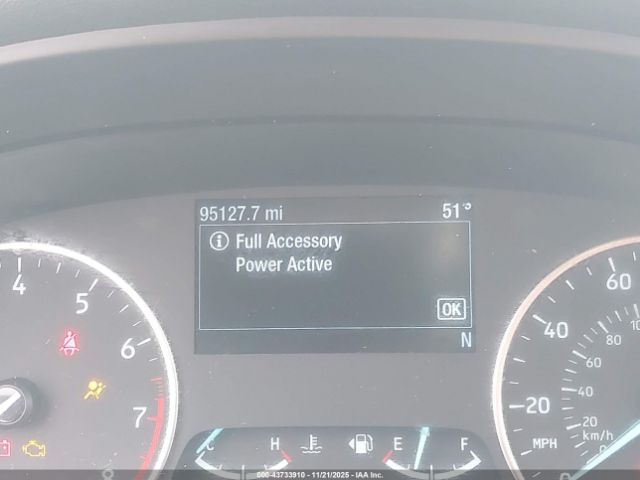 95127.7 mi 51°
Full Accessory
Power Active
OK
N
4 5 6 7
C H E F
20 40 60
20 40 60 80
MPH
km/h
0
000-43733910 - 11/21/2025 - IAA Inc.